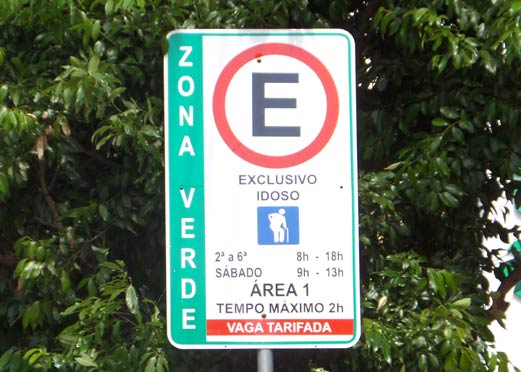 ZONA VERDE
E
EXCLUSIVO
IDOSO
2ª a 6ª 8h - 18h
SÁBADO 9h - 13h
ÁREA 1
TEMPO MÁXIMO 2h
VAGA TARIFADA